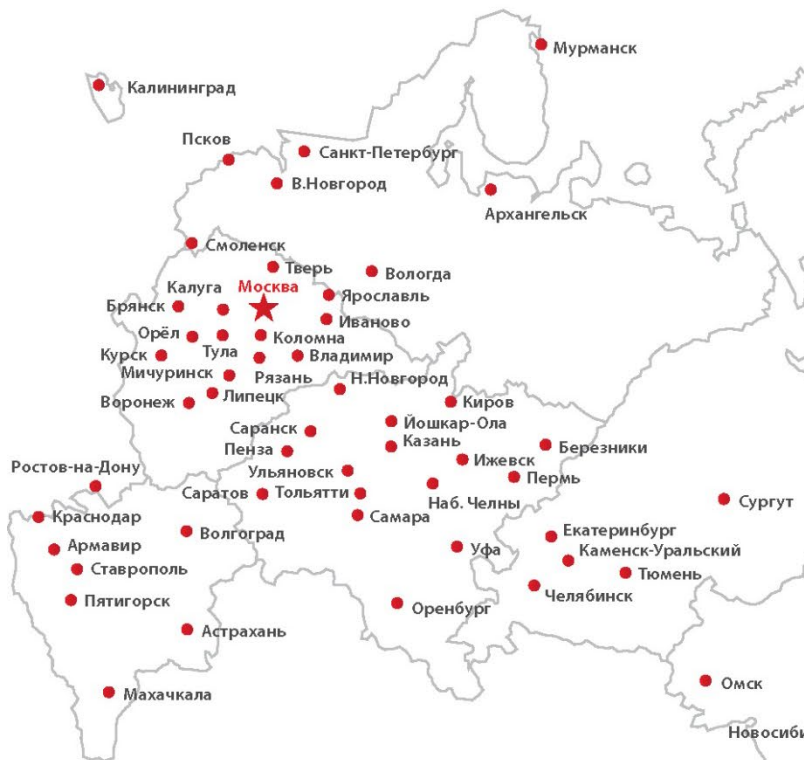 Мурманск
Калининград
Псков
Санкт-Петербург
В.Новгород
Архангельск
Смоленск
Тверь
Вологда
Калуга
Москва
Брянск
Ярославль
Иваново
Орёл
Коломна
Курск
Тула
Владимир
Мичуринск
Рязань
Н.Новгород
Воронеж
Липецк
Киров
Саранск
Йошкар-Ола
Казань
Березники
Пенза
Ижевск
Ростов-на-Дону
Ульяновск
Пермь
Саратов
Тольятти
Наб. Челны
Сургут
Краснодар
Самара
Волгоград
Екатеринбург
Армавир
Уфа
Каменск-Уральский
Ставрополь
Тюмень
Челябинск
Пятигорск
Оренбург
Астрахань
Махачкала
Омск
Новосиби